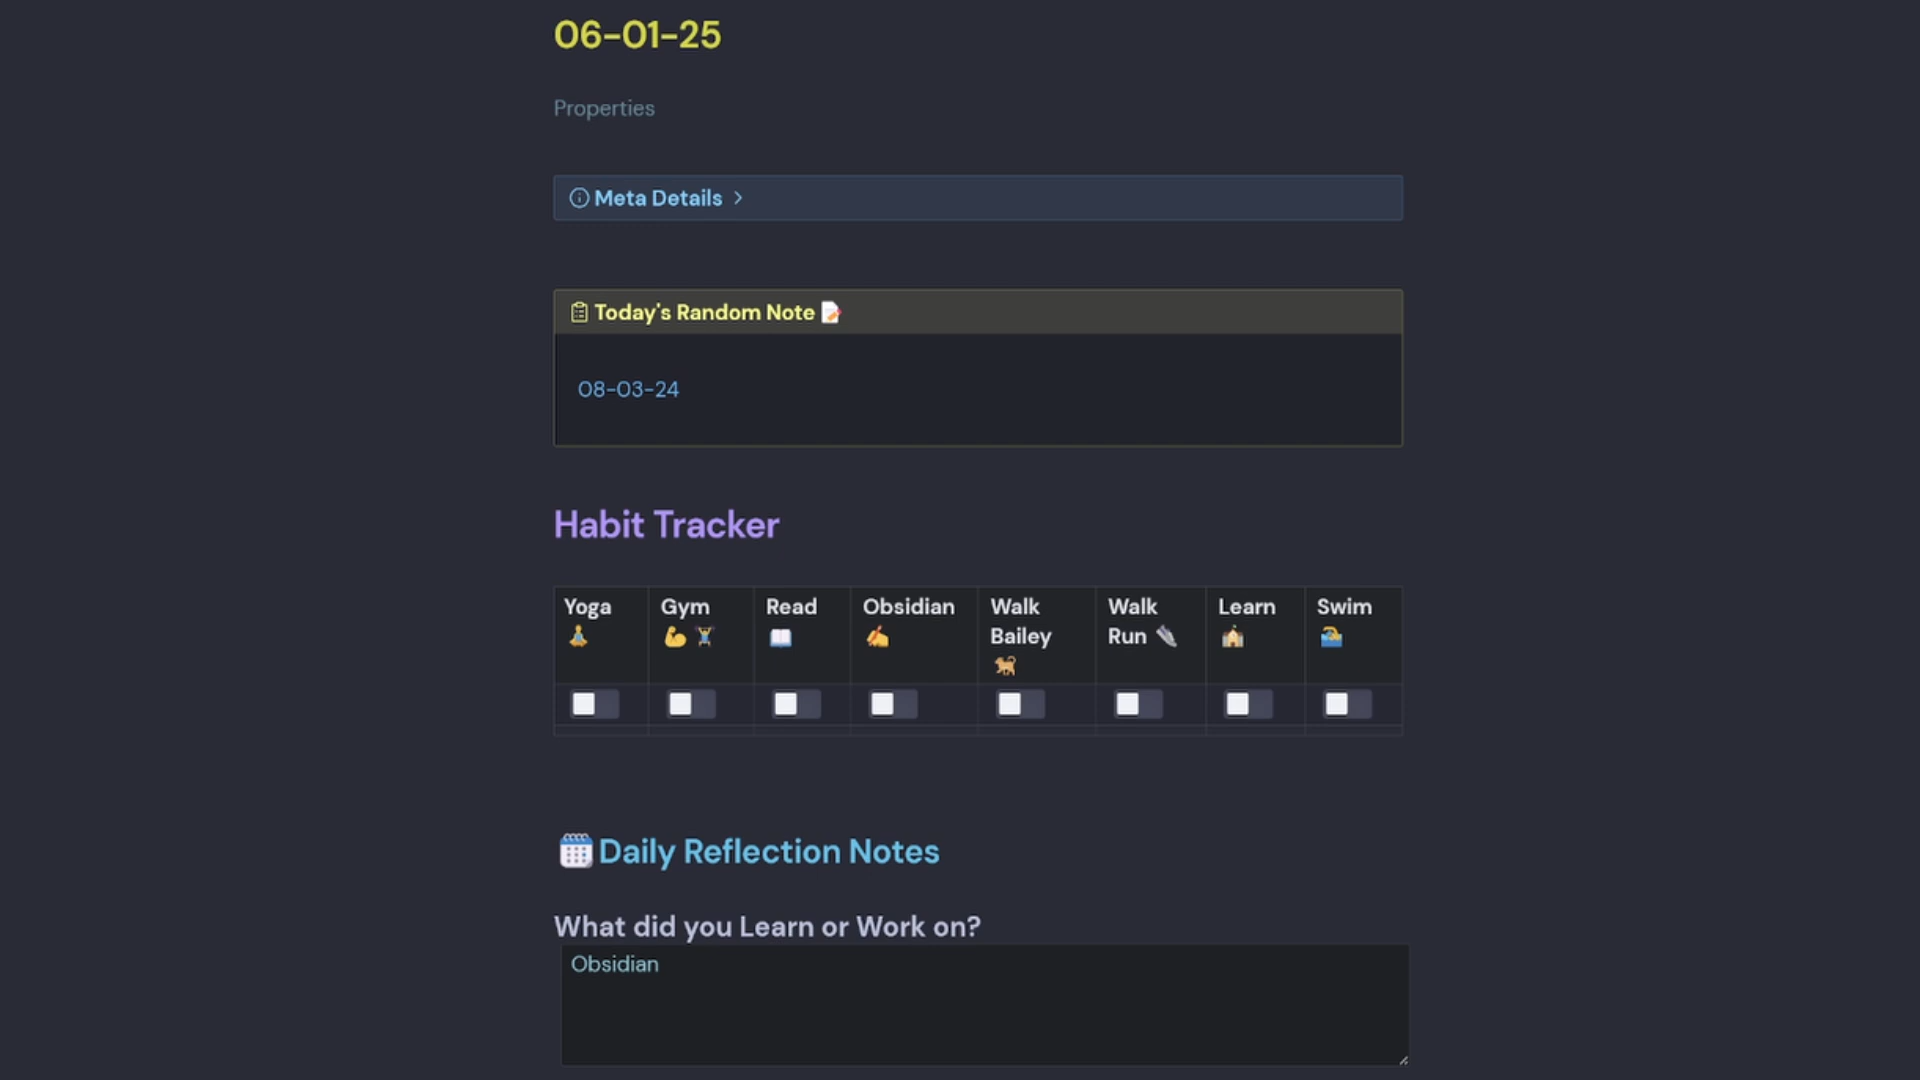 06-01-25
Properties
Meta Details
Today's Random Note 📝
08-03-24
Habit Tracker
Yoga 🧘 Gym 💪 🏋️ Read 📖 Obsidian ✍️ Walk Bailey 🐕 Walk Run Learn 🏫 Swim 🏊
🗓️ Daily Reflection Notes
What did you Learn or Work on?
Obsidian